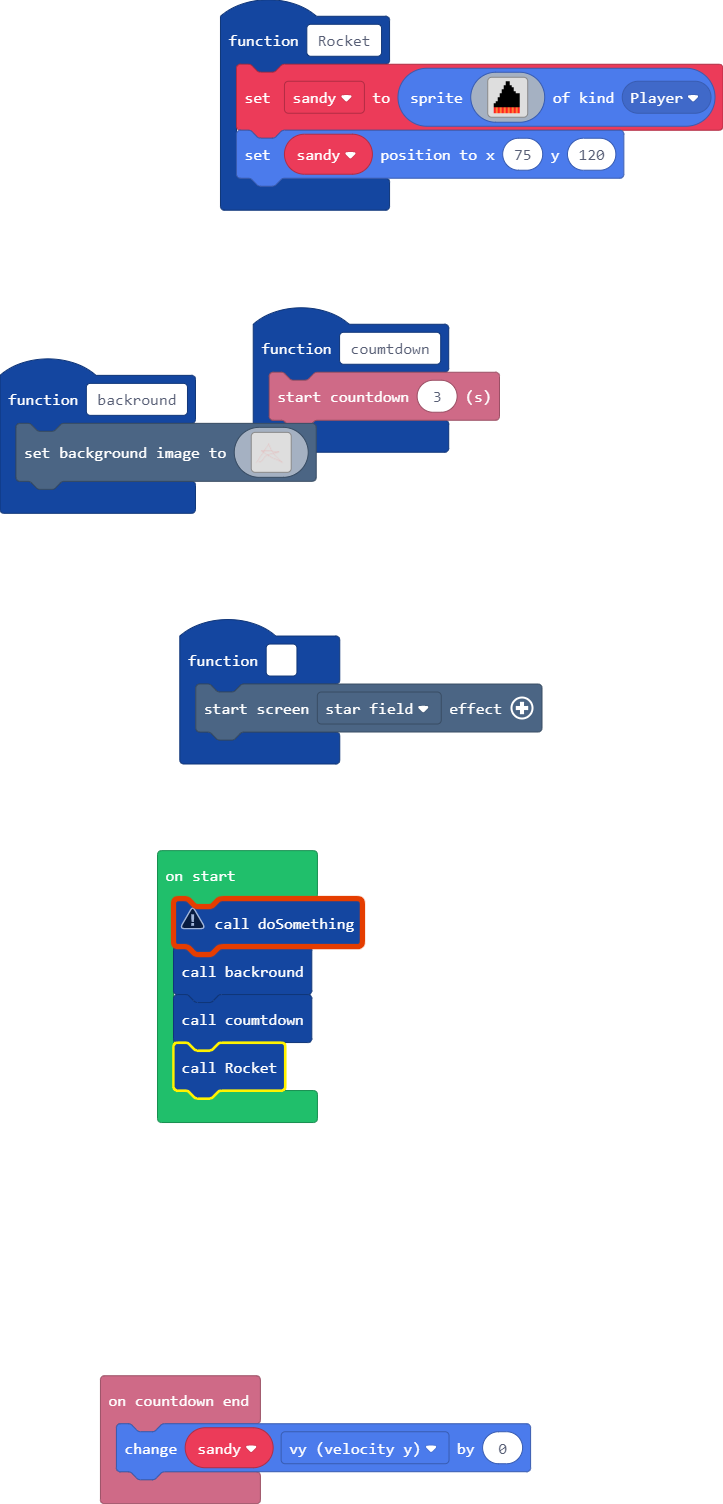 function Rocket
set sandy to sprite of kind Player
set sandy position to x 75 y 120
function coumtdown
start countdown 3 (s)
function backround
set background image to
function
start screen star field effect
on start
call doSomething
call backround
call coumtdown
call Rocket
on countdown end
change sandy vy (velocity y) by 0